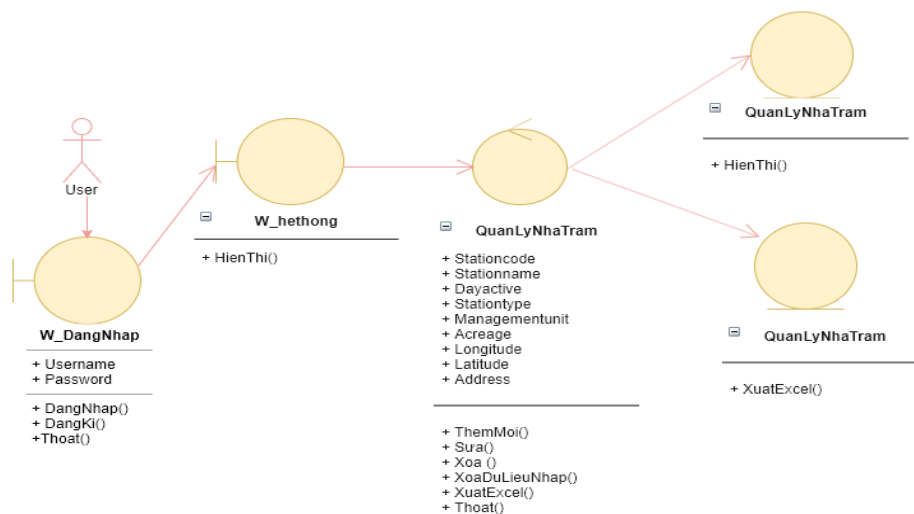 User
W_DangNhap
+ Username
+ Password
+ DangNhap()
+ DangKi()
+Thoat()
W_hethong
+ HienThi()
QuanLyNhaTram
+ Stationcode
+ Stationname
+ Dayactive
+ Stationtype
+ Managementunit
+ Acreage
+ Longitude
+ Latitude
+ Address
+ ThemMoi()
+ Sura()
+ Xoa ()
+ XoaDuLieuNhap()
+ XuatExcel()
+ Thoat()
QuanLyNhaTram
+ HienThi()
QuanLyNhaTram
+ XuatExcel()